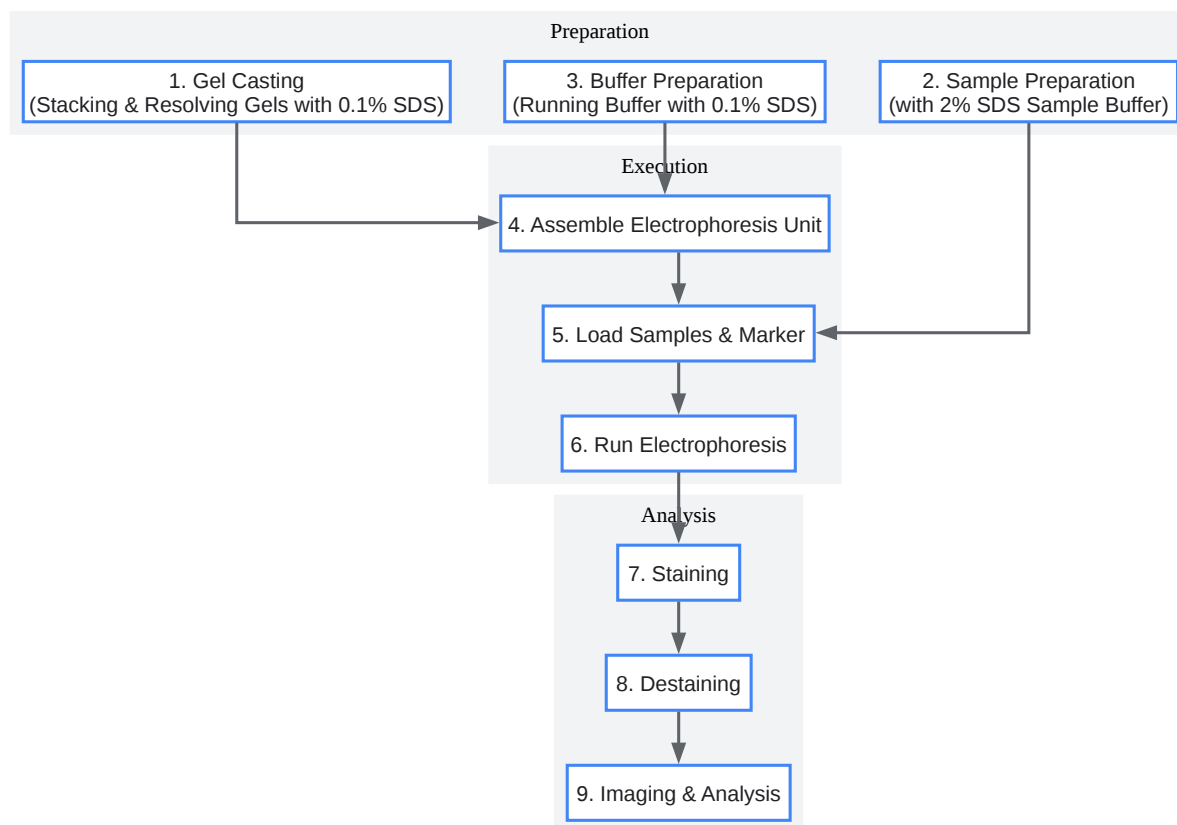 Preparation
1. Gel Casting
(Stacking & Resolving Gels with 0.1% SDS)
3. Buffer Preparation
(Running Buffer with 0.1% SDS)
2. Sample Preparation
(with 2% SDS Sample Buffer)
Execution
4. Assemble Electrophoresis Unit
5. Load Samples & Marker
6. Run Electrophoresis
Analysis
7. Staining
8. Destaining
9. Imaging & Analysis